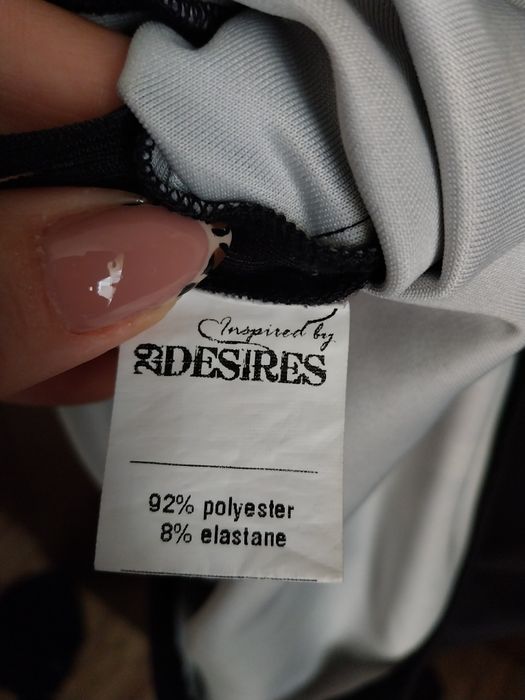 Inspired by
DESIRES
92% polyester
8% elastane